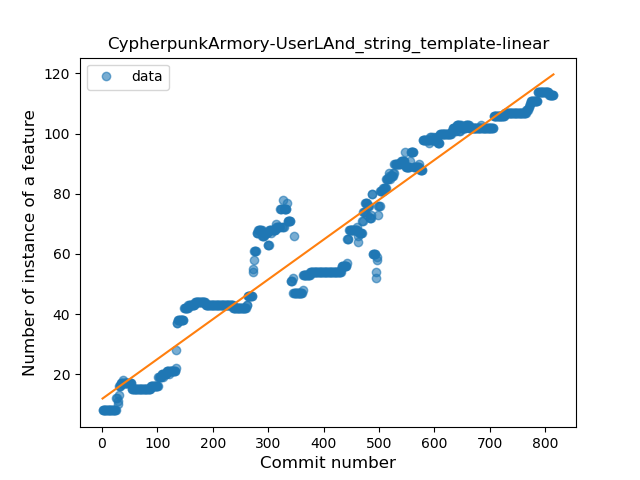 CypherpunkArmory-UserLAnd_string_template-linear
data
Number of instance of a feature
120
100
80
60
40
20
0 100 200 300 400 500 600 700 800
Commit number